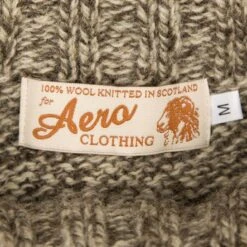 100% WOOL KNITTED IN SCOTLAND
for
Aero
CLOTHING
M